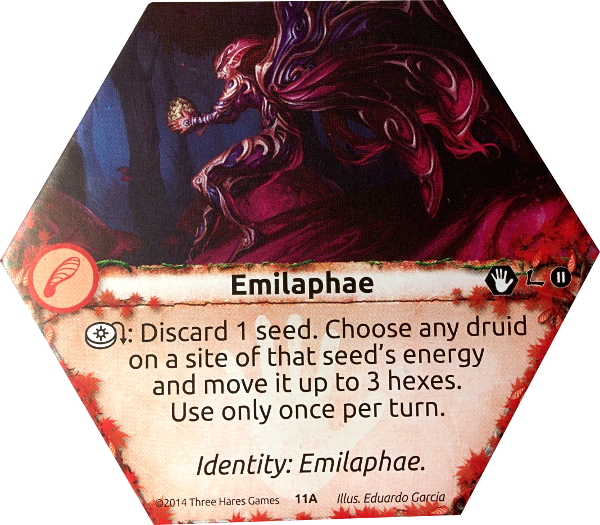 Emilaphae
11
: Discard 1 seed. Choose any druid
on a site of that seed's energy
and move it up to 3 hexes.
Use only once per turn.
Identity: Emilaphae.
©2014 Three Hares Games 11A Illus. Eduardo Garcia